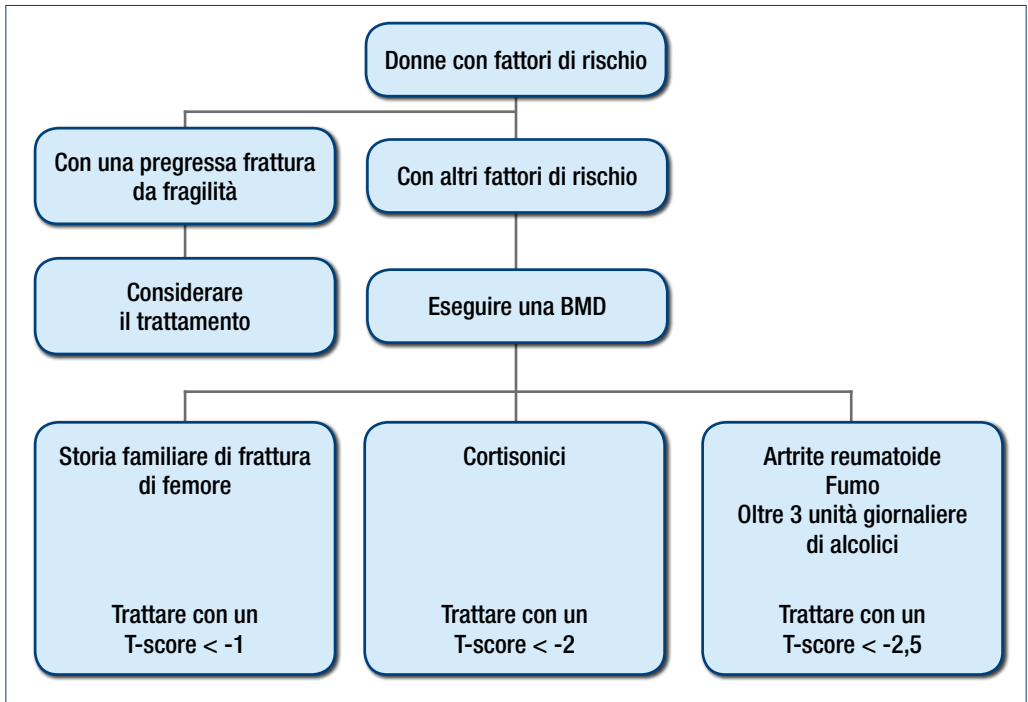 Donne con fattori di rischio
Con una pregressa frattura
da fragilità
Con altri fattori di rischio
Considerare
il trattamento
Eseguire una BMD
Storia familiare di frattura
di femore
Trattare con un
T-score < -1
Cortisonici
Trattare con un
T-score < -2
Artrite reumatoide
Fumo
Oltre 3 unità giornaliere
di alcolici
Trattare con un
T-score < -2,5